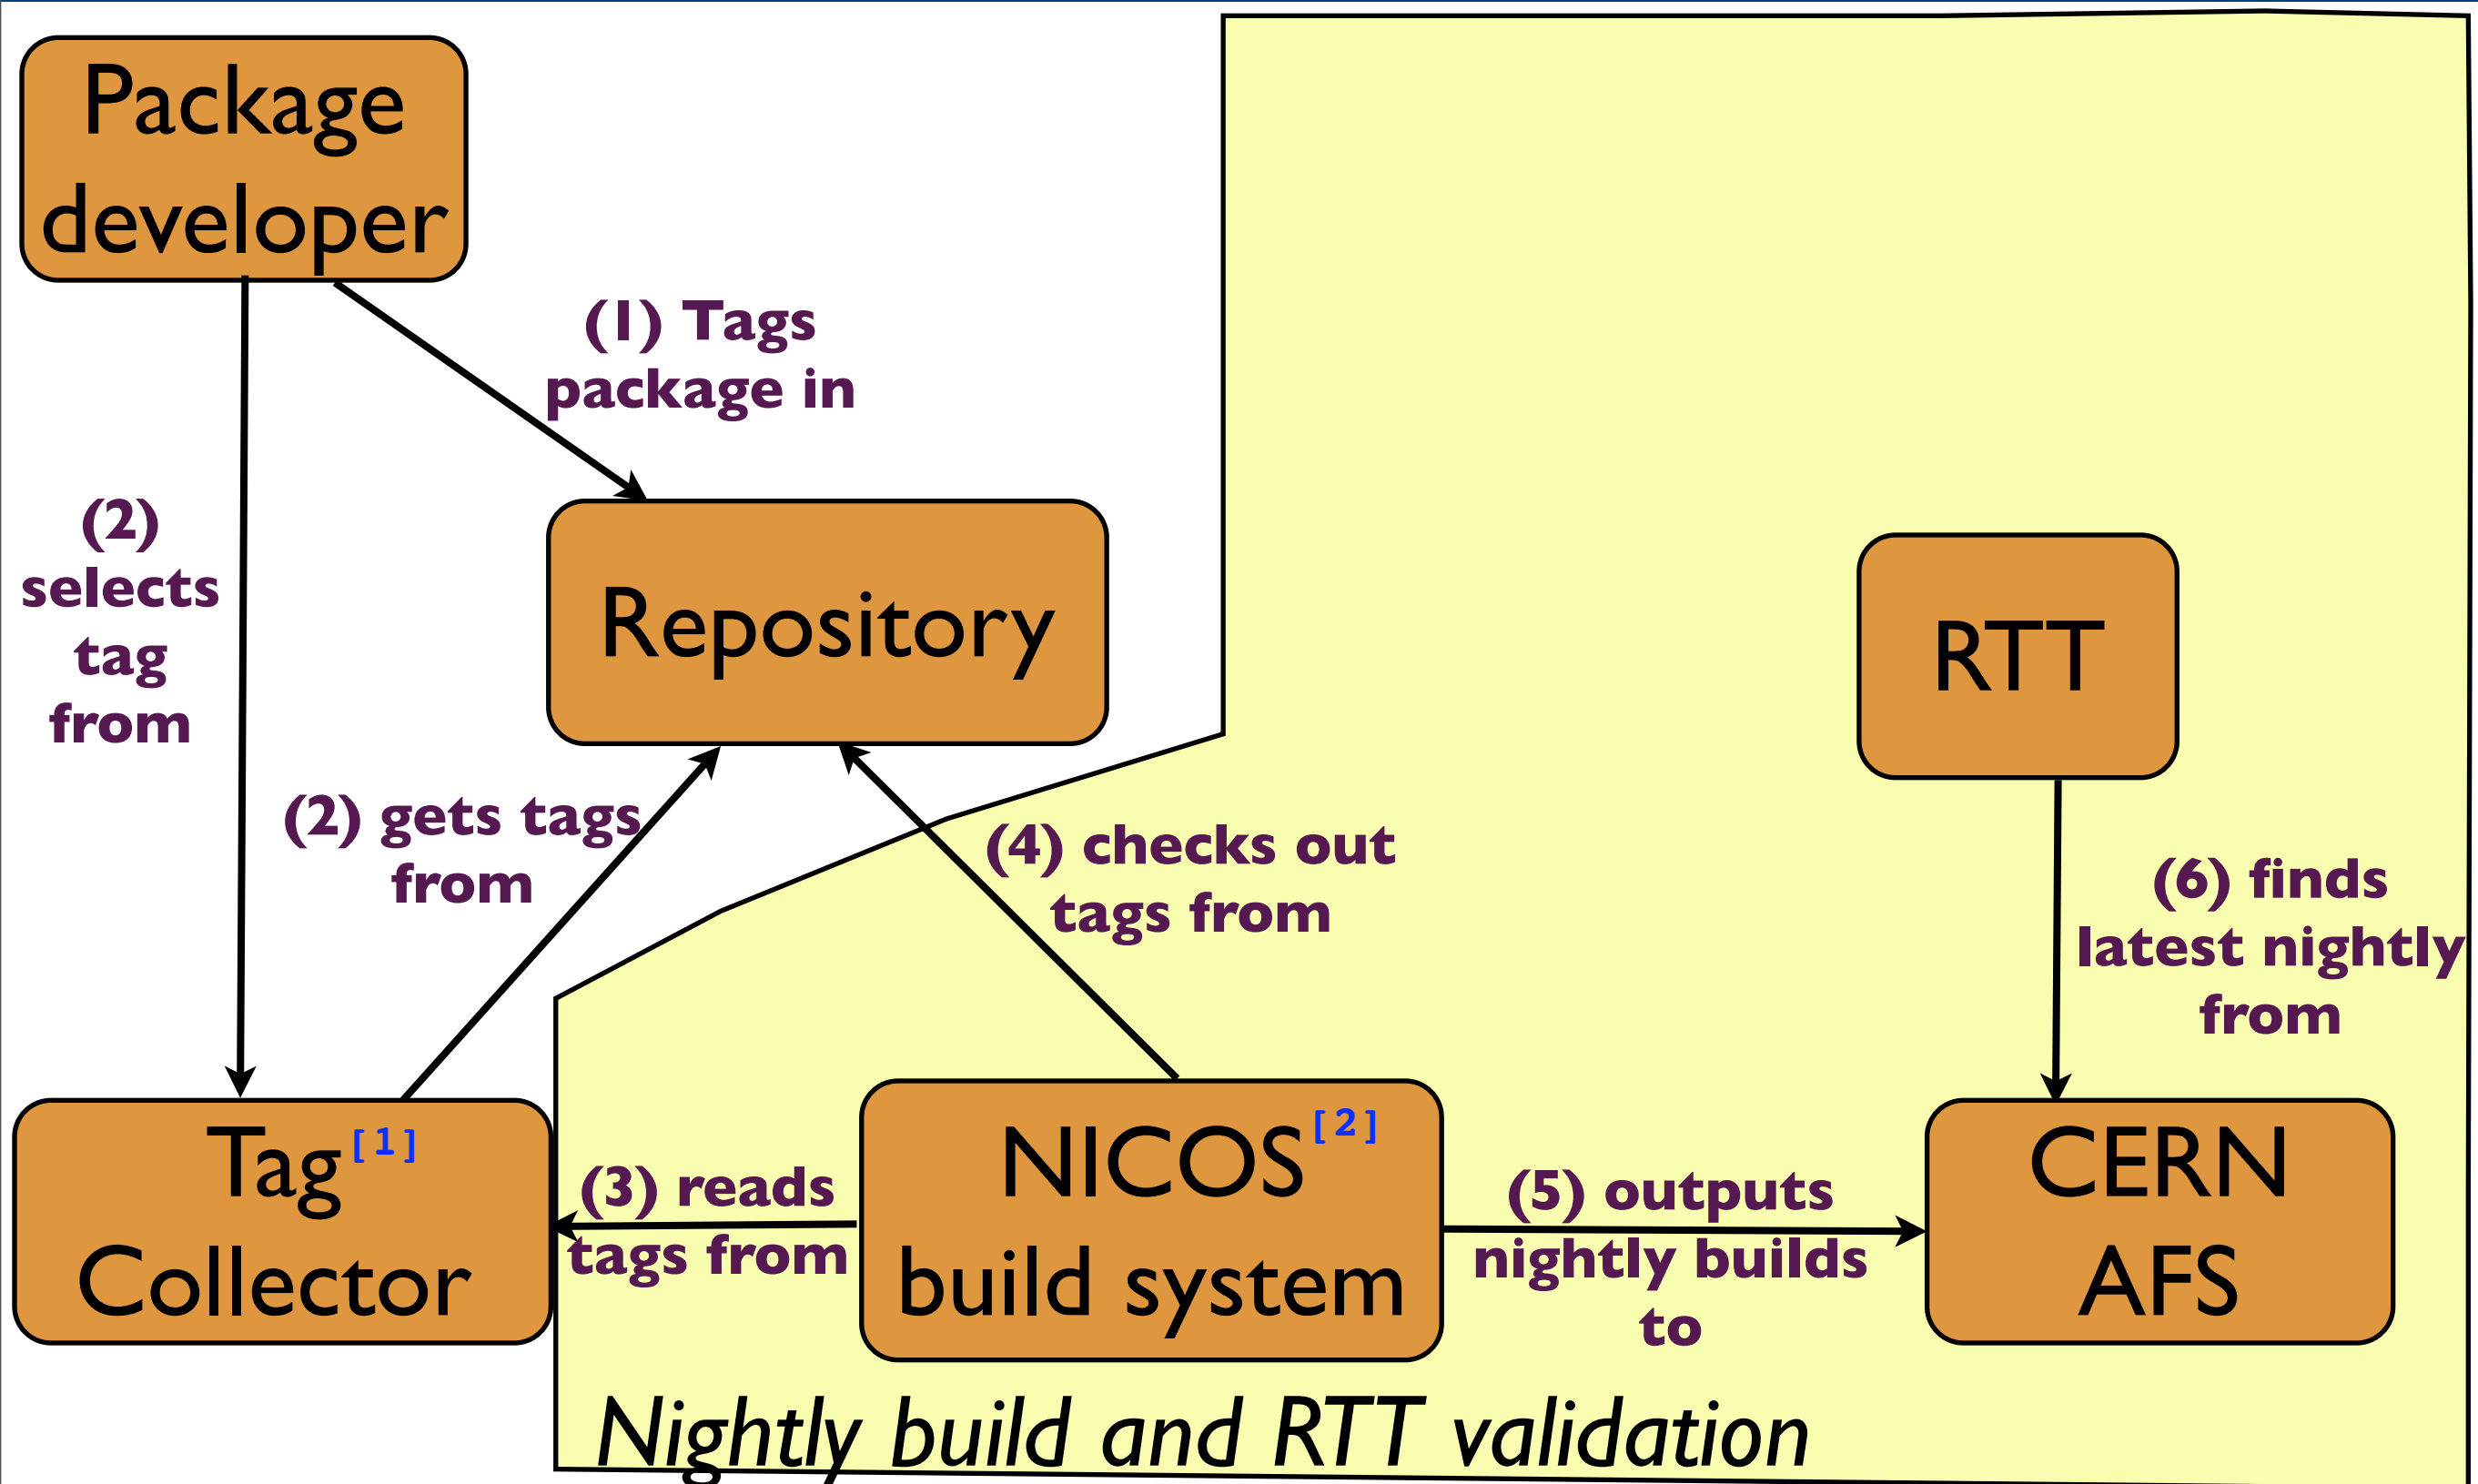 Package
developer
(1) Tags
package in
(2)
selects
tag
from
Repository
RTT
(2) gets tags
from
(4) checks out
tags from
(6) finds
latest nightly
from
Tag [1]
Collector
(3) reads
tags from
NICOS [2]
build system
(5) outputs
nightly builds
to
CERN
AFS
Nightly build and RTT validation